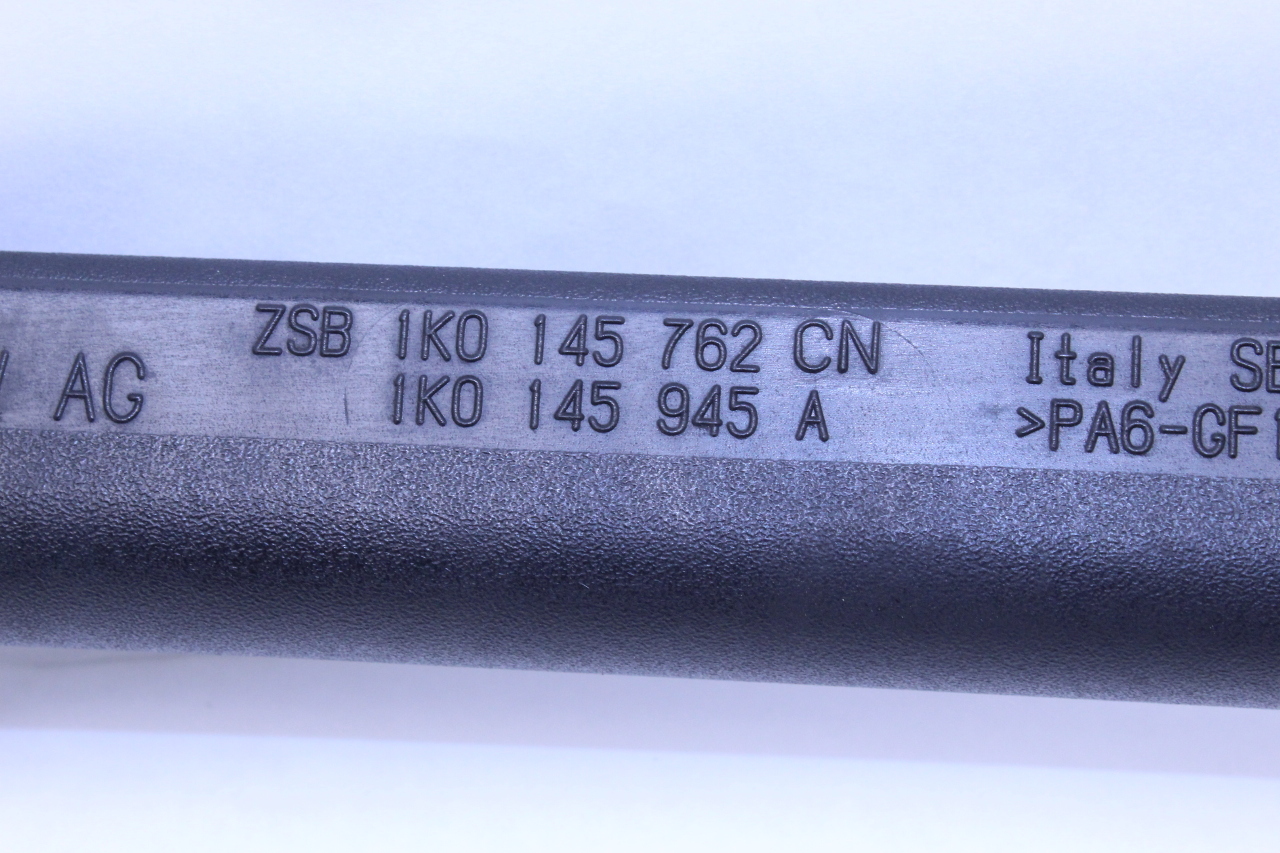 AG
ZSB 1K0 145 762 CN
1K0 145 945 A
Italy
>PA6-GF